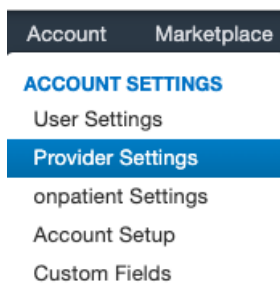 Account Marketplace
ACCOUNT SETTINGS
User Settings
Provider Settings
onpatient Settings
Account Setup
Custom Fields